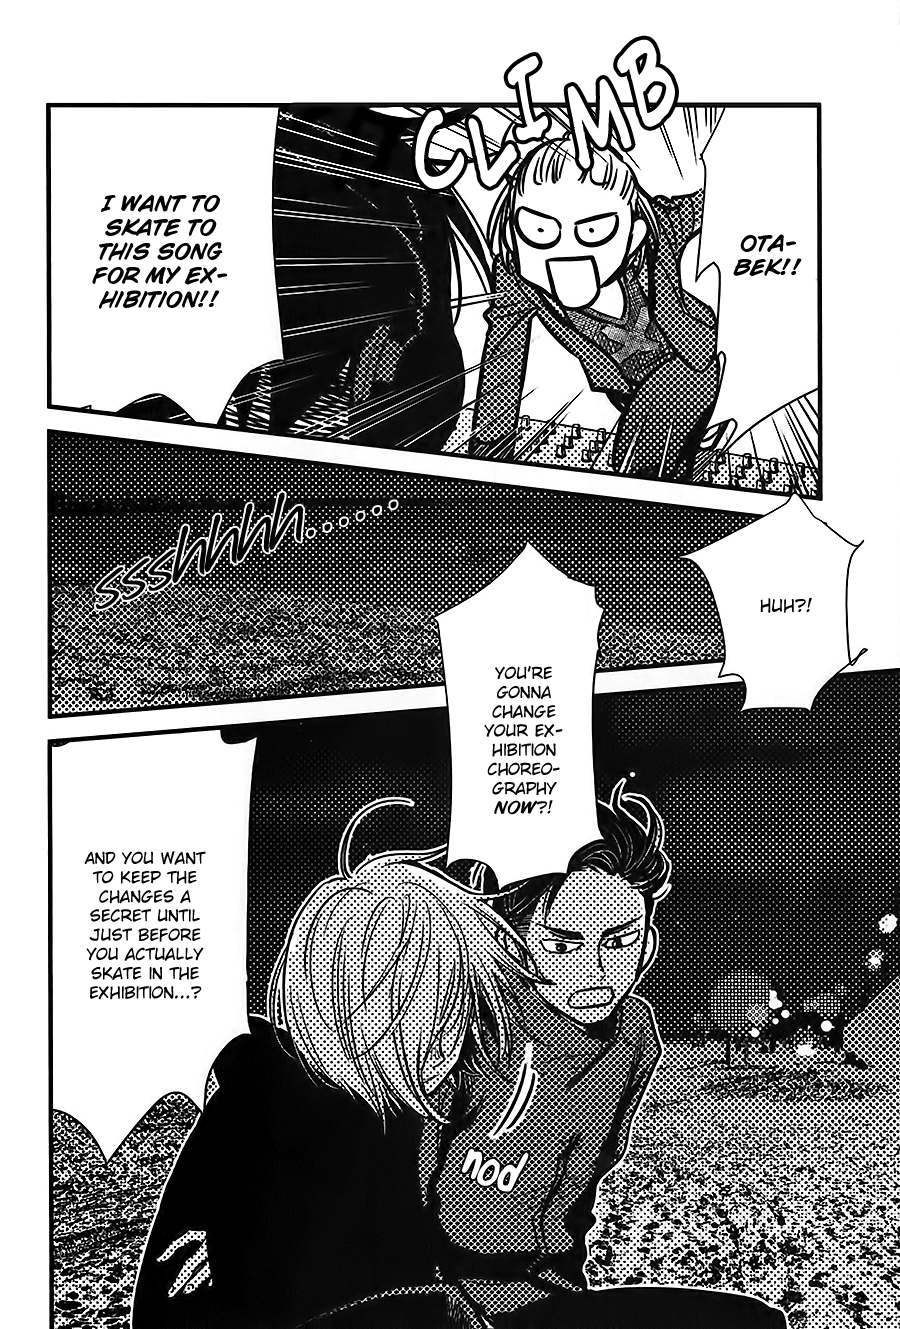 CLIMB
OTA-
BEK!!
I WANT TO
SKATE TO
THIS SONG
FOR MY EX-
HIBITION!!
ssshhhh......
HUH?!
YOU'RE
GONNA
CHANGE
YOUR EX-
HIBITION
CHOREO-
GRAPHY
NOW?!
AND YOU WANT
TO KEEP THE
CHANGES A
SECRET UNTIL
JUST BEFORE
YOU ACTUALLY
SKATE IN THE
EXHIBITION...?
nod